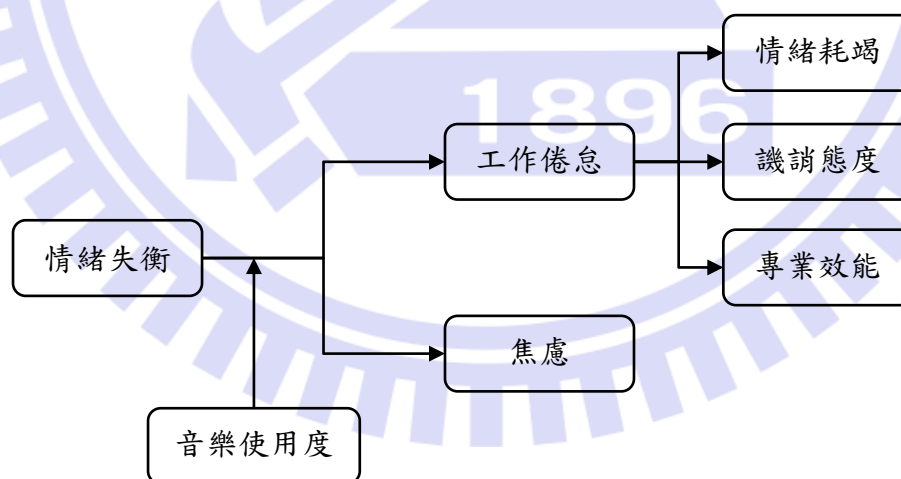 情緒耗竭
1896
工作倦怠
譏誚態度
情緒失衡
專業效能
焦慮
音樂使用度